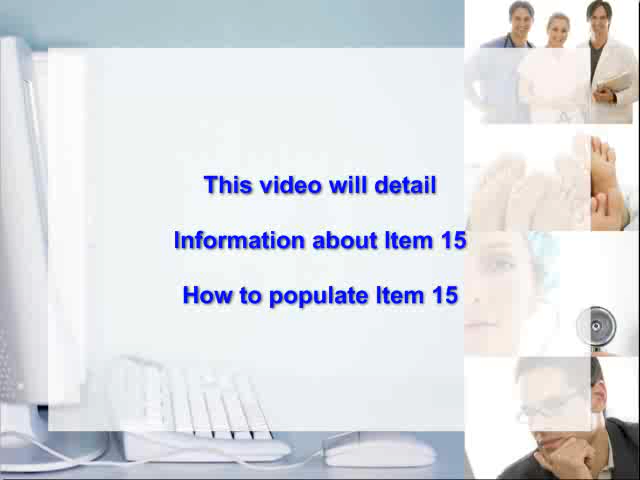 This video will detail
Information about Item 15
How to populate Item 15